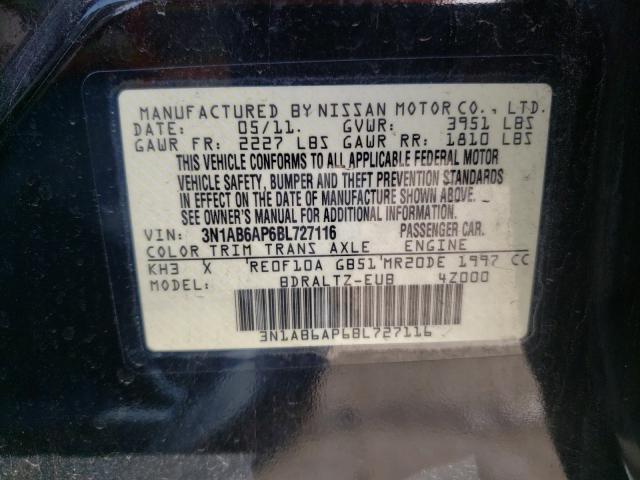 MANUFACTURED BY NISSAN MOTOR CO., LTD.
DATE: 05/11. GVWR: 3951 LBS
GAWR FR: 2227 LBS GAWR RR: 1810 LBS
THIS VEHICLE CONFORMS TO ALL APPLICABLE FEDERAL MOTOR
VEHICLE SAFETY, BUMPER AND THEFT PREVENTION STANDARDS
IN EFFECT ON THE DATE OF MANUFACTURE SHOWN ABOVE.
SEE OWNER'S MANUAL FOR ADDITIONAL INFORMATION
VIN: 3N1AB6AP6BL727116 PASSENGER CAR.
COLOR TRIM TRANS AXLE ENGINE
KH3 X RE0F10A GB51 MR20DE 1997 CC
MODEL: BDRALTZ-EUB 4Z000
3N1AB6AP6BL727116